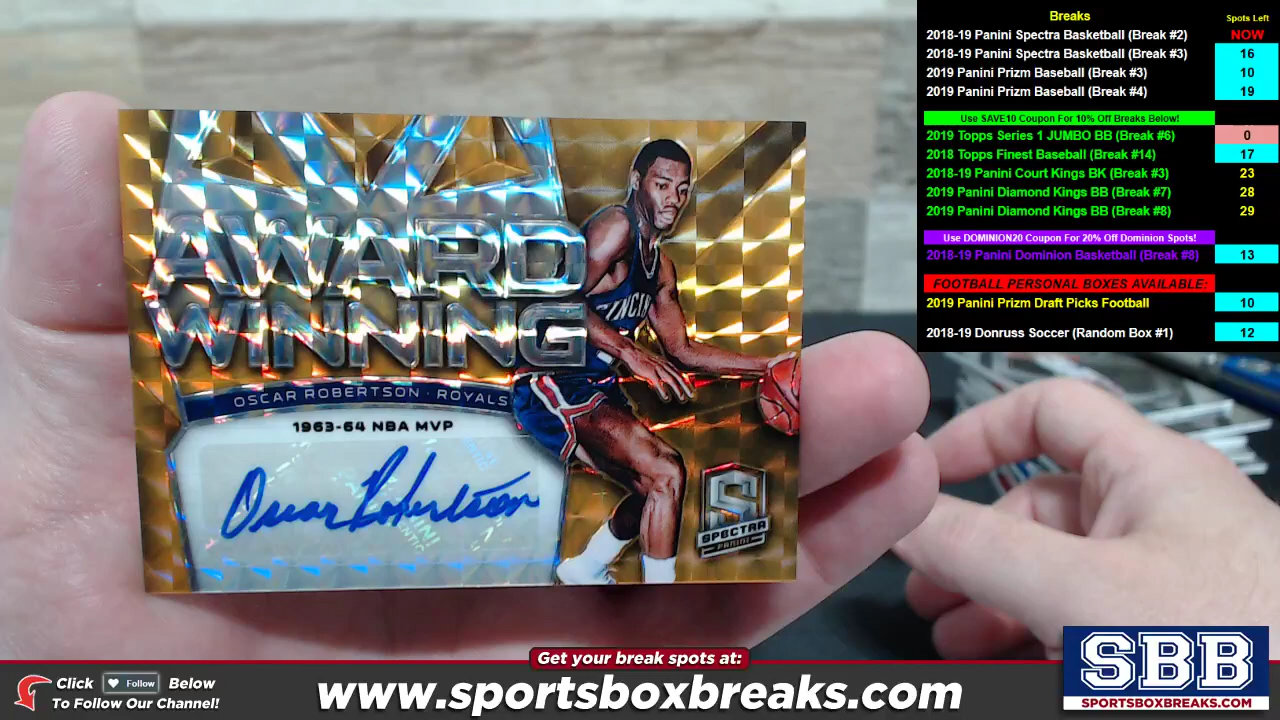 AWARD
WINNING
CINCI
OSCAR ROBERTSON · ROYALS
1963-64 NBA MVP
Oscar Robertson
S
SPECTRA
PANINI
Breaks Spots Left
2018-19 Panini Spectra Basketball (Break #2) NOW
2018-19 Panini Spectra Basketball (Break #3) 16
2019 Panini Prizm Baseball (Break #3) 10
2019 Panini Prizm Baseball (Break #4) 19
Use SAVE10 Coupon For 10% Off Breaks Below!
2019 Topps Series 1 JUMBO BB (Break #6) 0
2018 Topps Finest Baseball (Break #14) 17
2018-19 Panini Court Kings BK (Break #3) 23
2019 Panini Diamond Kings BB (Break #7) 28
2019 Panini Diamond Kings BB (Break #8) 29
Use DOMINION20 Coupon For 20% Off Dominion Spots!
2018-19 Panini Dominion Basketball (Break #8) 13
FOOTBALL PERSONAL BOXES AVAILABLE:
2019 Panini Prizm Draft Picks Football 10
2018-19 Donruss Soccer (Random Box #1) 12
Get your break spots at:
Click Follow Below
To Follow Our Channel!
www.sportsboxbreaks.com
SBB
SPORTSBOXBREAKS.COM